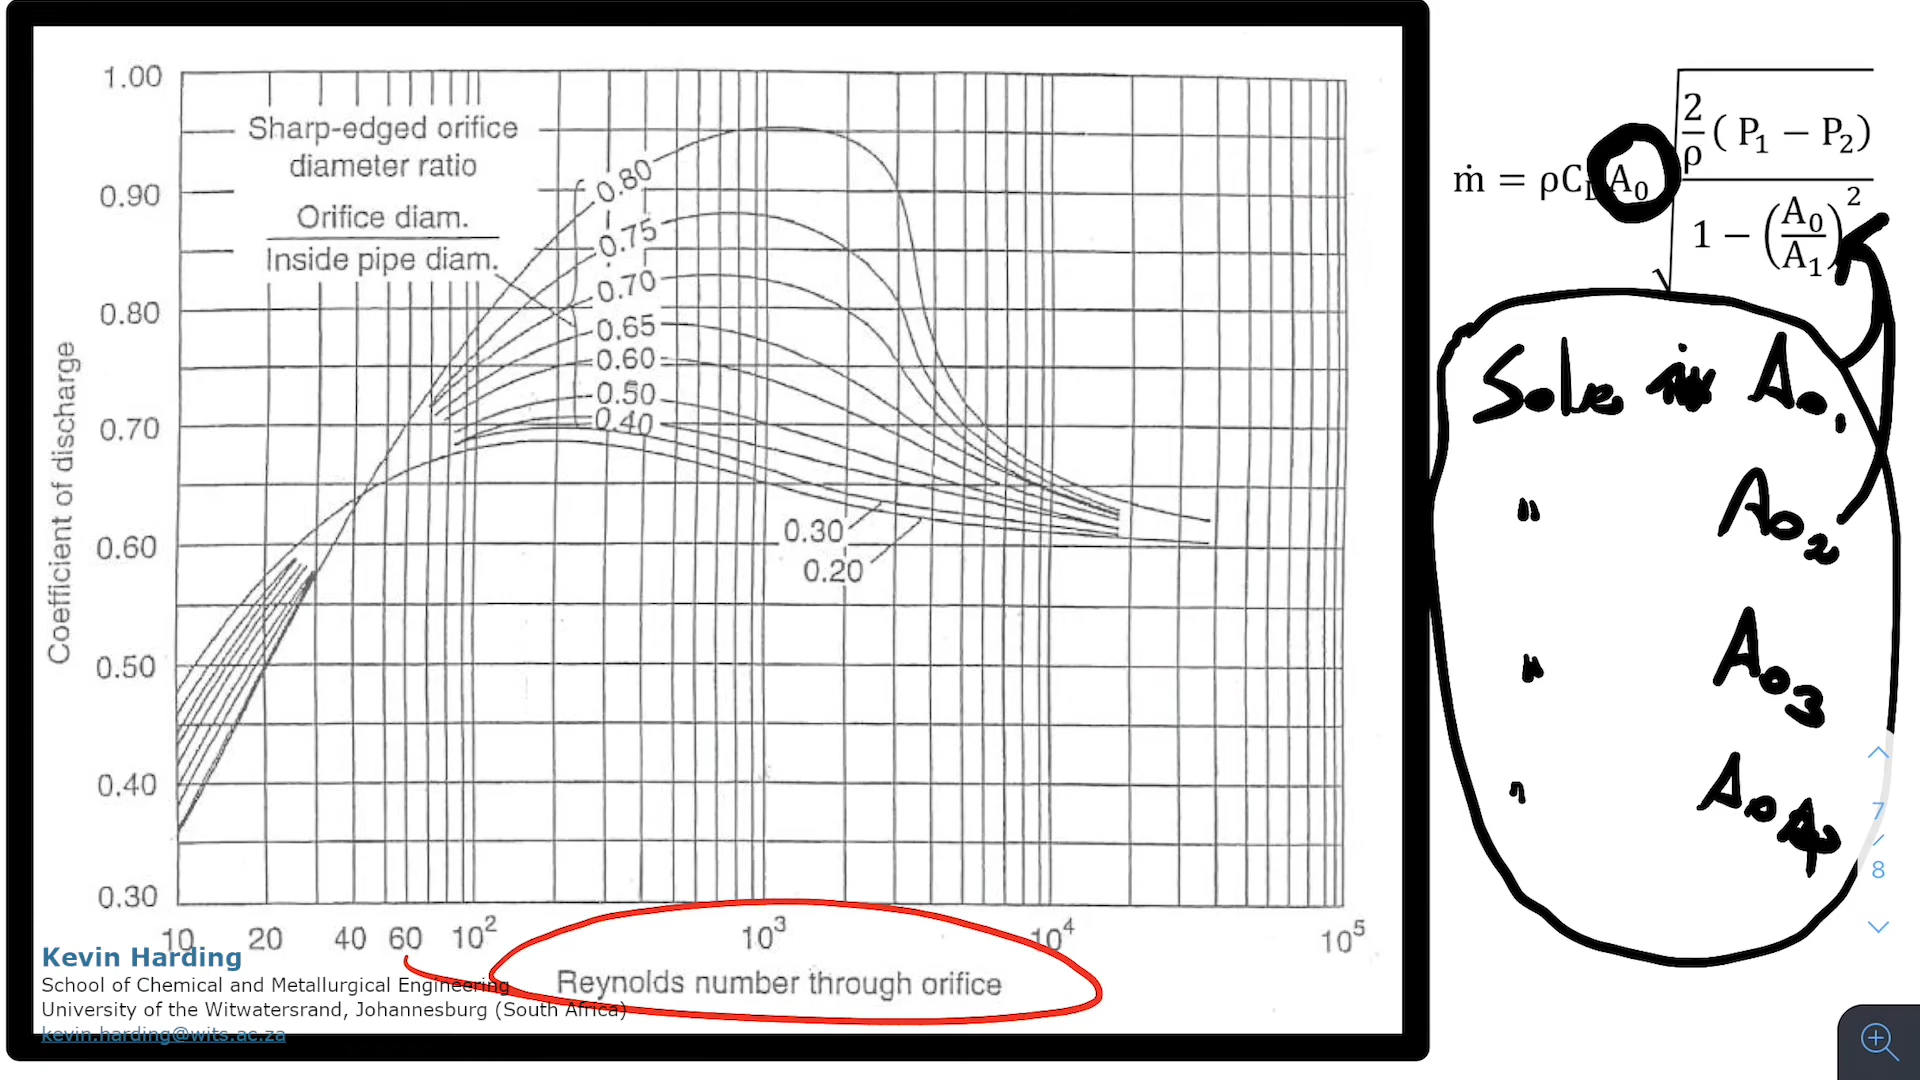 1.00
0.90
0.80
0.70
0.60
0.50
0.40
0.30
Coefficient of discharge
Sharp-edged orifice
diameter ratio
Orifice diam.
Inside pipe diam.
0.80
0.75
0.70
0.65
0.60
0.50
0.40
0.30
0.20
10 20 40 60 10² 10³ 10⁴ 10⁵
Reynolds number through orifice
Kevin Harding
School of Chemical and Metallurgical Engineering
University of the Witwatersrand, Johannesburg (South Africa)
kevin.harding@wits.ac.za
ṁ = ρC A₀ √
2
ρ ( P₁ − P₂)
1 − (A₀/A₁)²
Solve A₀₁
" A₀₂
" A₀₃
" A₀₄
7
/
8